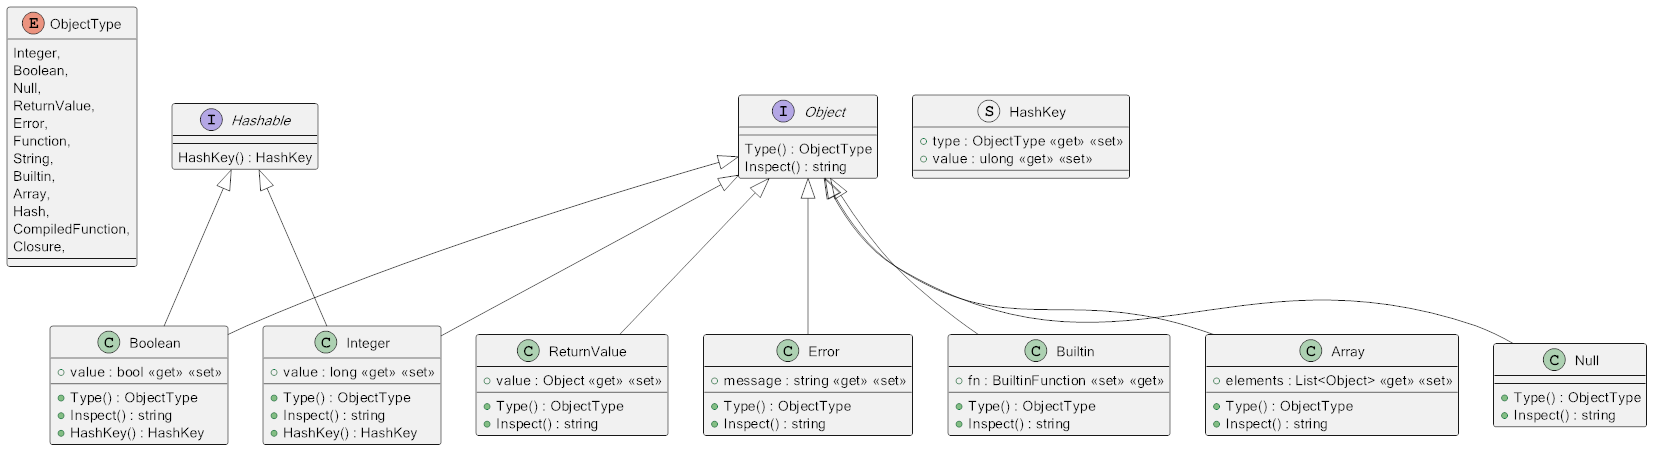 E ObjectType
Integer,
Boolean,
Null,
ReturnValue,
Error,
Function,
String,
Builtin,
Array,
Hash,
CompiledFunction,
Closure,
I Hashable
HashKey() : HashKey
I Object
Type() : ObjectType
Inspect() : string
S HashKey
type : ObjectType «get» «set»
value : ulong «get» «set»
C Boolean
value : bool «get» «set»
Type() : ObjectType
Inspect() : string
HashKey() : HashKey
C Integer
value : long «get» «set»
Type() : ObjectType
Inspect() : string
HashKey() : HashKey
C ReturnValue
value : Object «get» «set»
Type() : ObjectType
Inspect() : string
C Error
message : string «get» «set»
Type() : ObjectType
Inspect() : string
C Builtin
fn : BuiltinFunction «set» «get»
Type() : ObjectType
Inspect() : string
C Array
elements : List<Object> «get» «set»
Type() : ObjectType
Inspect() : string
C Null
Type() : ObjectType
Inspect() : string